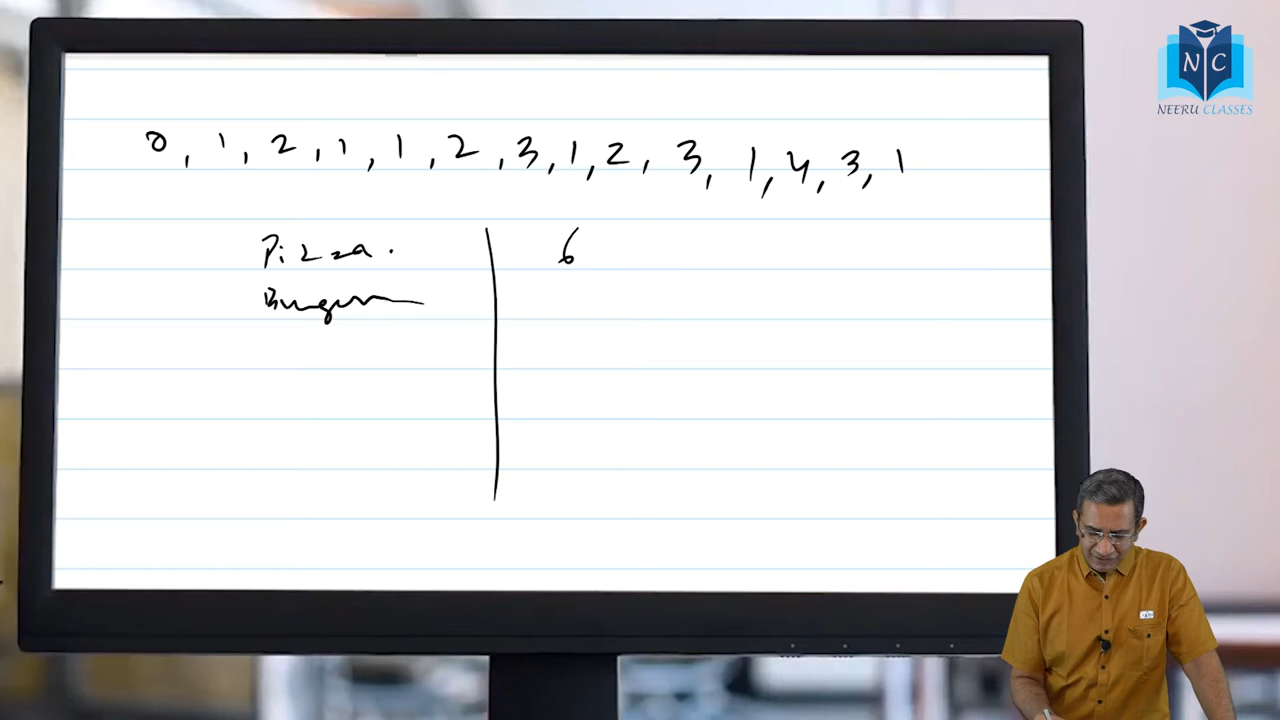 NC
NEERU CLASSES
0, 1, 2, 1, 1, 2, 3, 1, 2, 3, 1, 4, 3, 1
Pizza. 6